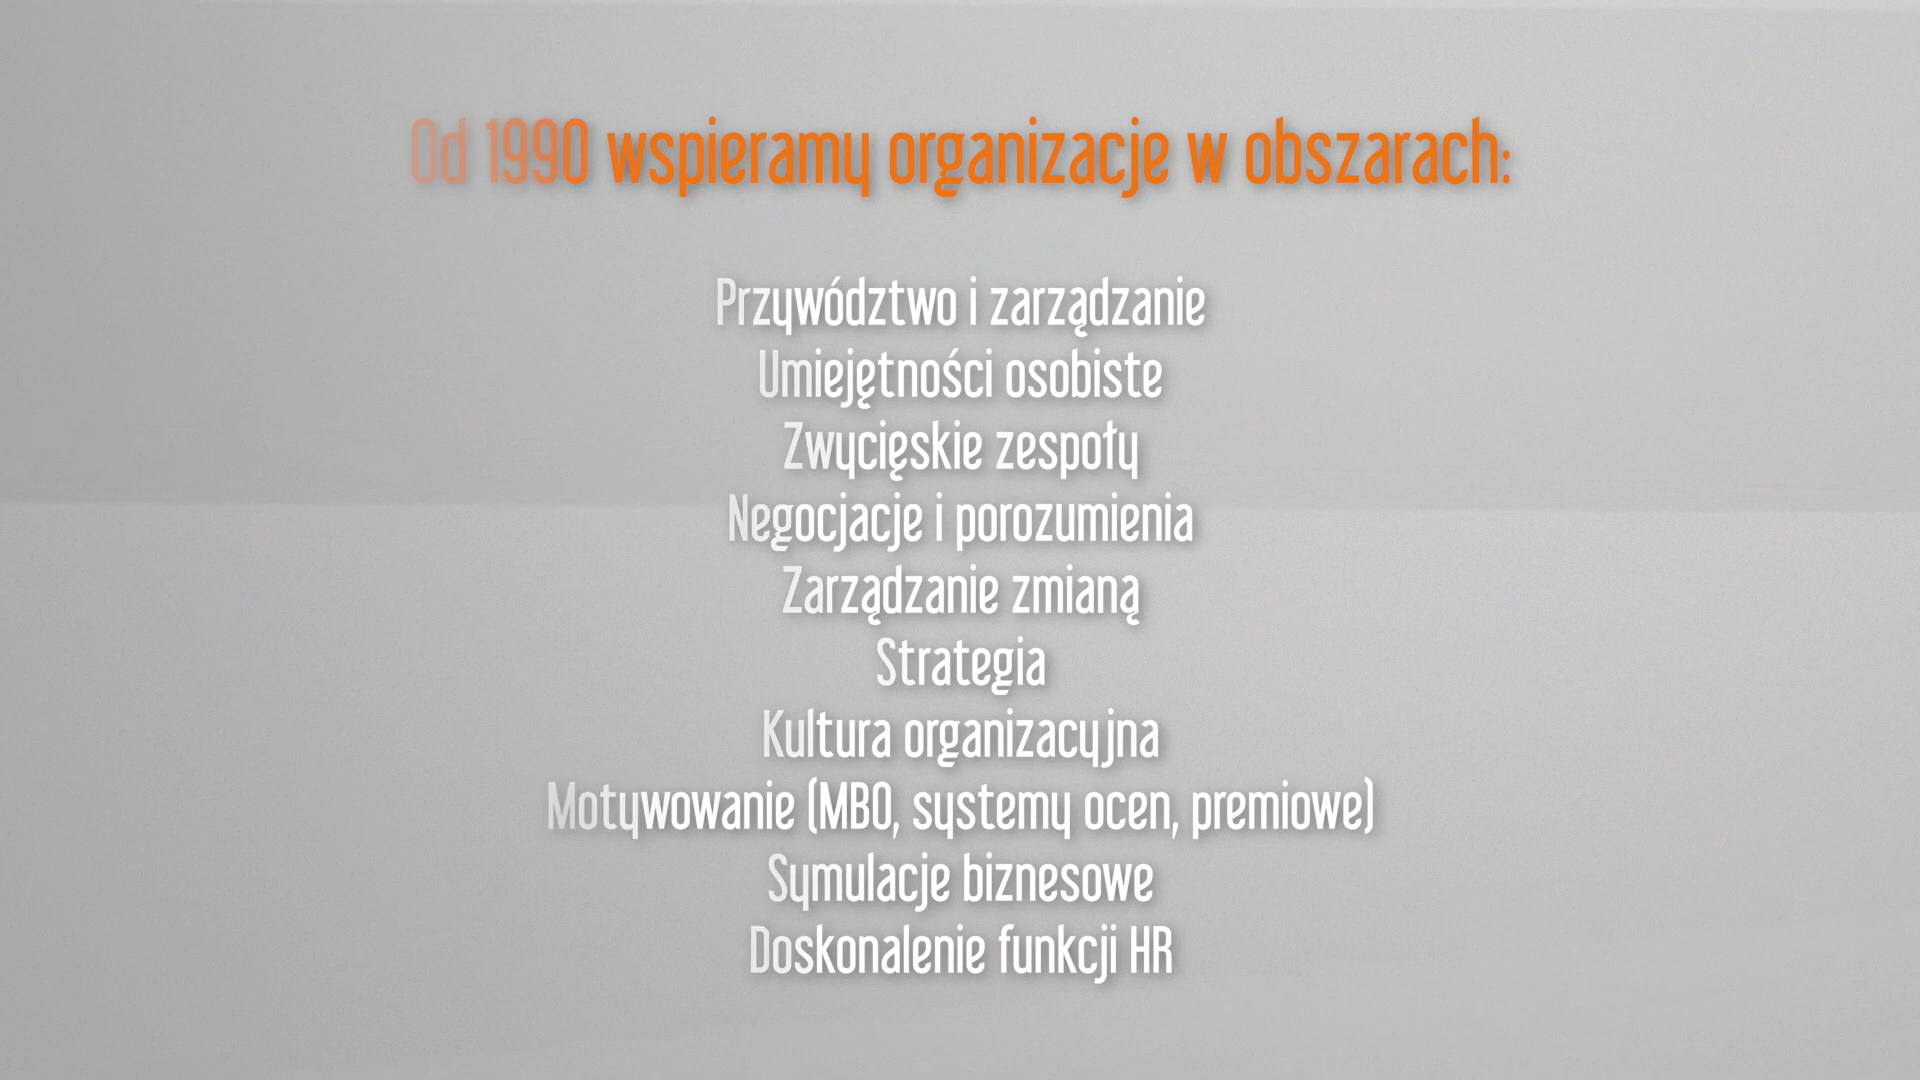 Od 1990 wspieramy organizacje w obszarach:
Przywództwo i zarządzanie
Umiejętności osobiste
Zwycięskie zespoły
Negocjacje i porozumienia
Zarządzanie zmianą
Strategia
Kultura organizacyjna
Motywowanie (MBO, systemy ocen, premiowe)
Symulacje biznesowe
Doskonalenie funkcji HR